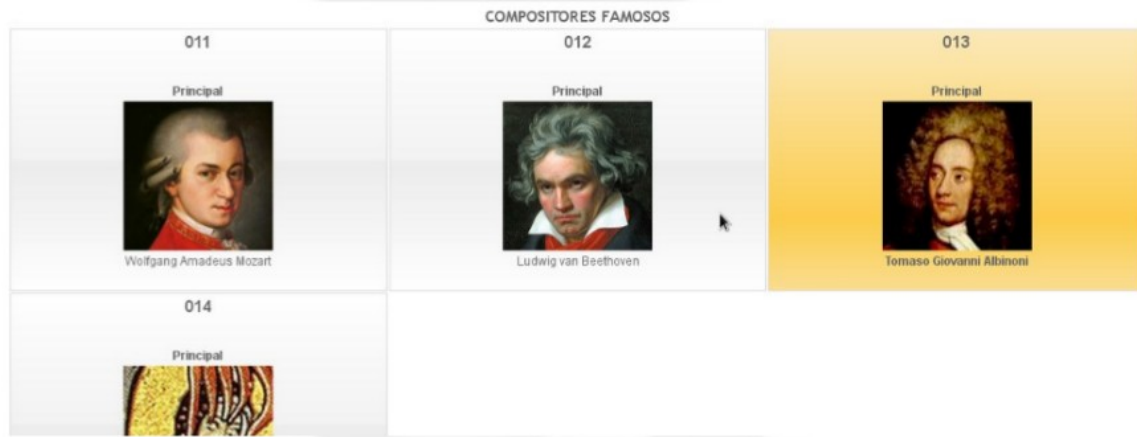 COMPOSITORES FAMOSOS
011
012
013
Principal
Principal
Principal
Wolfgang Amadeus Mozart
Ludwig van Beethoven
Tomaso Giovanni Albinoni
014
Principal